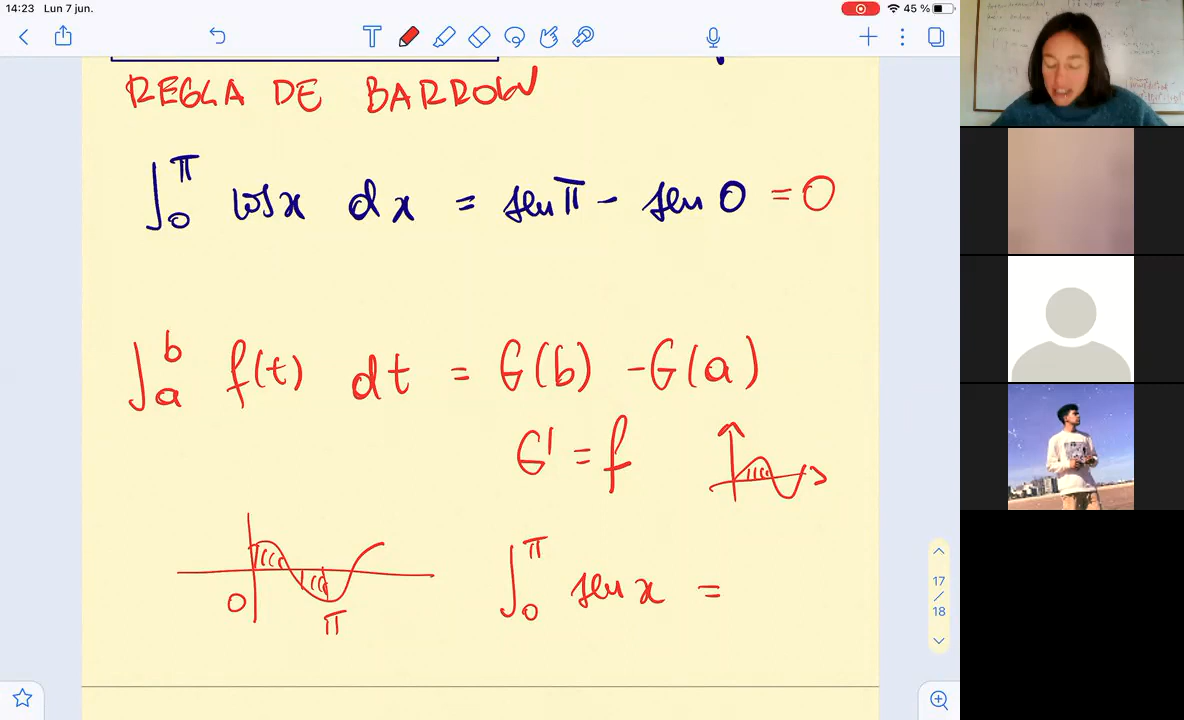 14:23 Lun 7 jun.
45 %
REGLA DE BARROW
∫₀^π cos x dx = sen π - sen 0 = 0
∫ₐᵇ f(t) dt = G(b) - G(a)
G' = f
0
π
∫₀^π sen x =
17
/
18